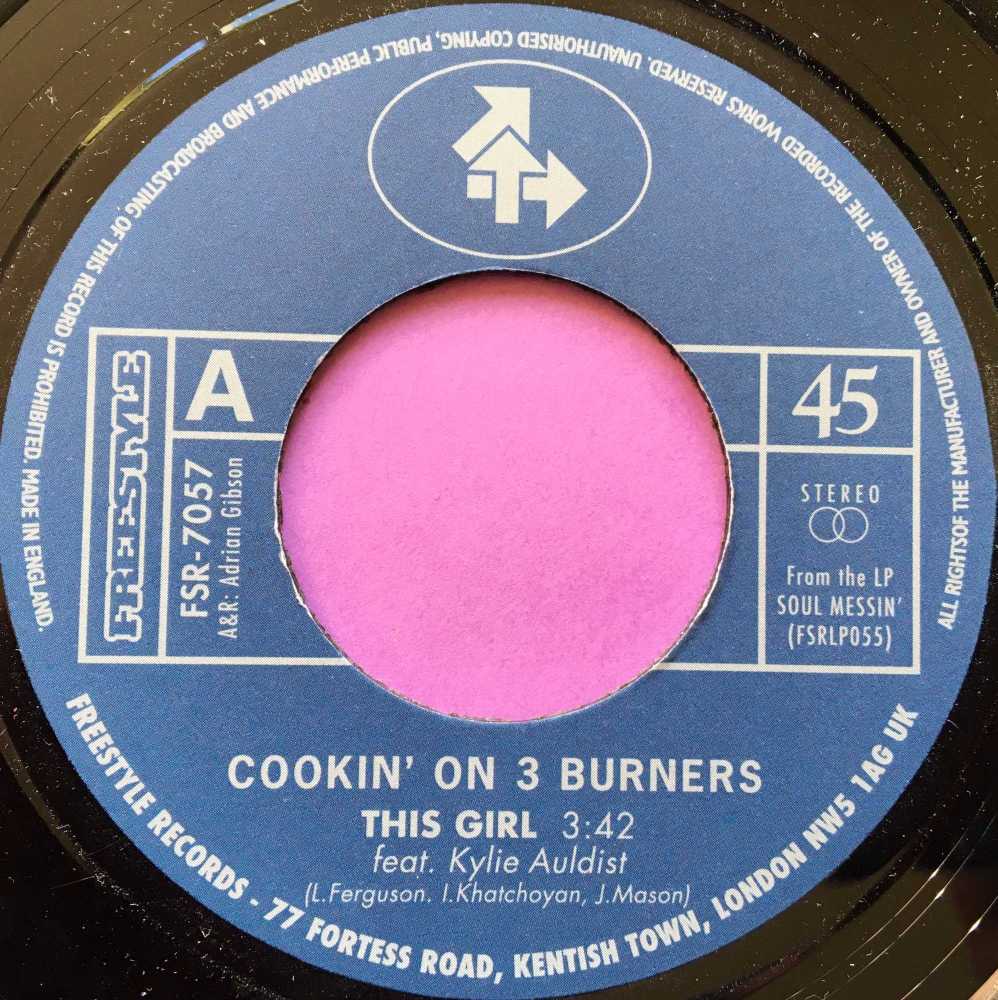 ALL RIGHTSOF THE MANUFACTURER AND OWNER OF THE RECORDED WORKS RESERVED. UNAUTHORISED COPYING, PUBLIC PERFORMANCE AND BROADCASTING OF THIS RECORD IS PROHIBITED. MADE IN ENGLAND.
FREESTYLE
A
FSR-7057
A&R: Adrian Gibson
45
STEREO
From the LP
SOUL MESSIN'
(FSRLP055)
COOKIN' ON 3 BURNERS
THIS GIRL 3:42
feat. Kylie Auldist
(L.Ferguson. I.Khatchoyan, J.Mason)
FREESTYLE RECORDS - 77 FORTESS ROAD, KENTISH TOWN, LONDON NW5 1AG UK